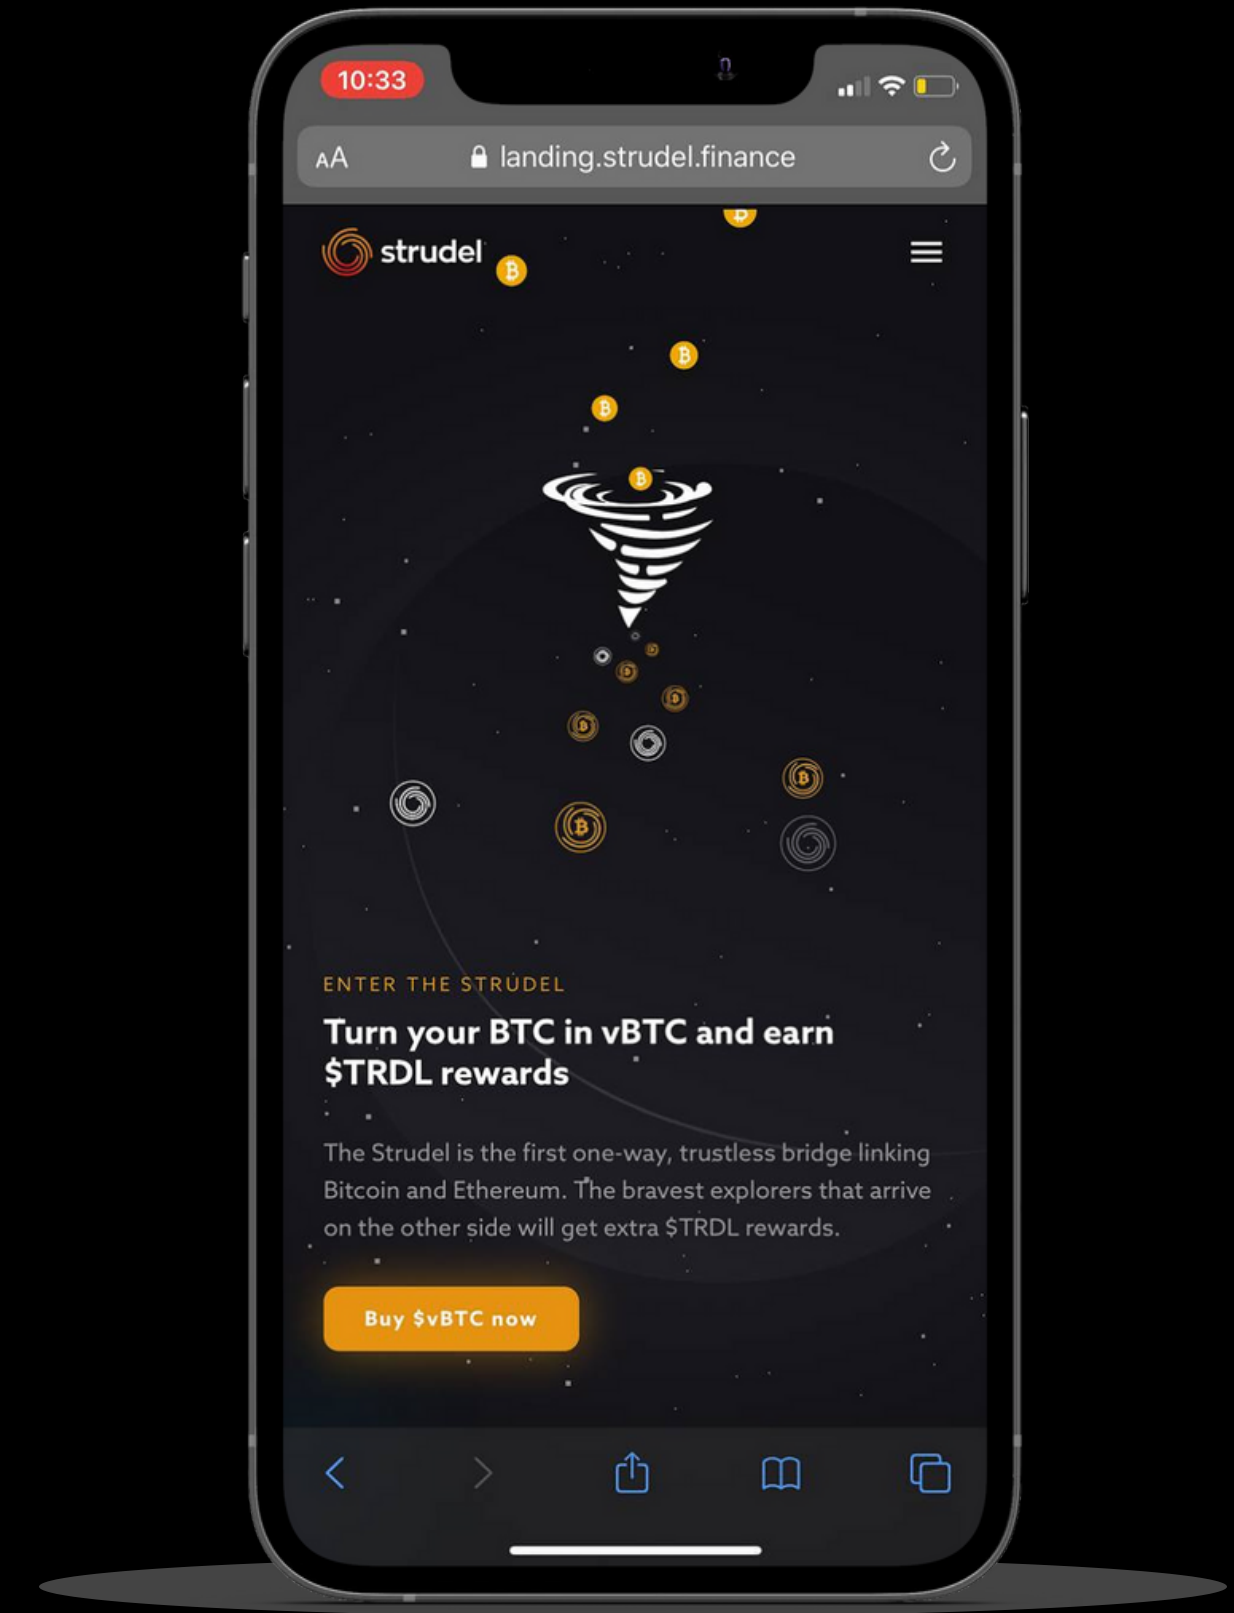 10:33
AA
landing.strudel.finance
strudel
ENTER THE STRUDEL
Turn your BTC in vBTC and earn
$TRDL rewards
The Strudel is the first one-way, trustless bridge linking
Bitcoin and Ethereum. The bravest explorers that arrive
on the other side will get extra $TRDL rewards.
Buy $vBTC now